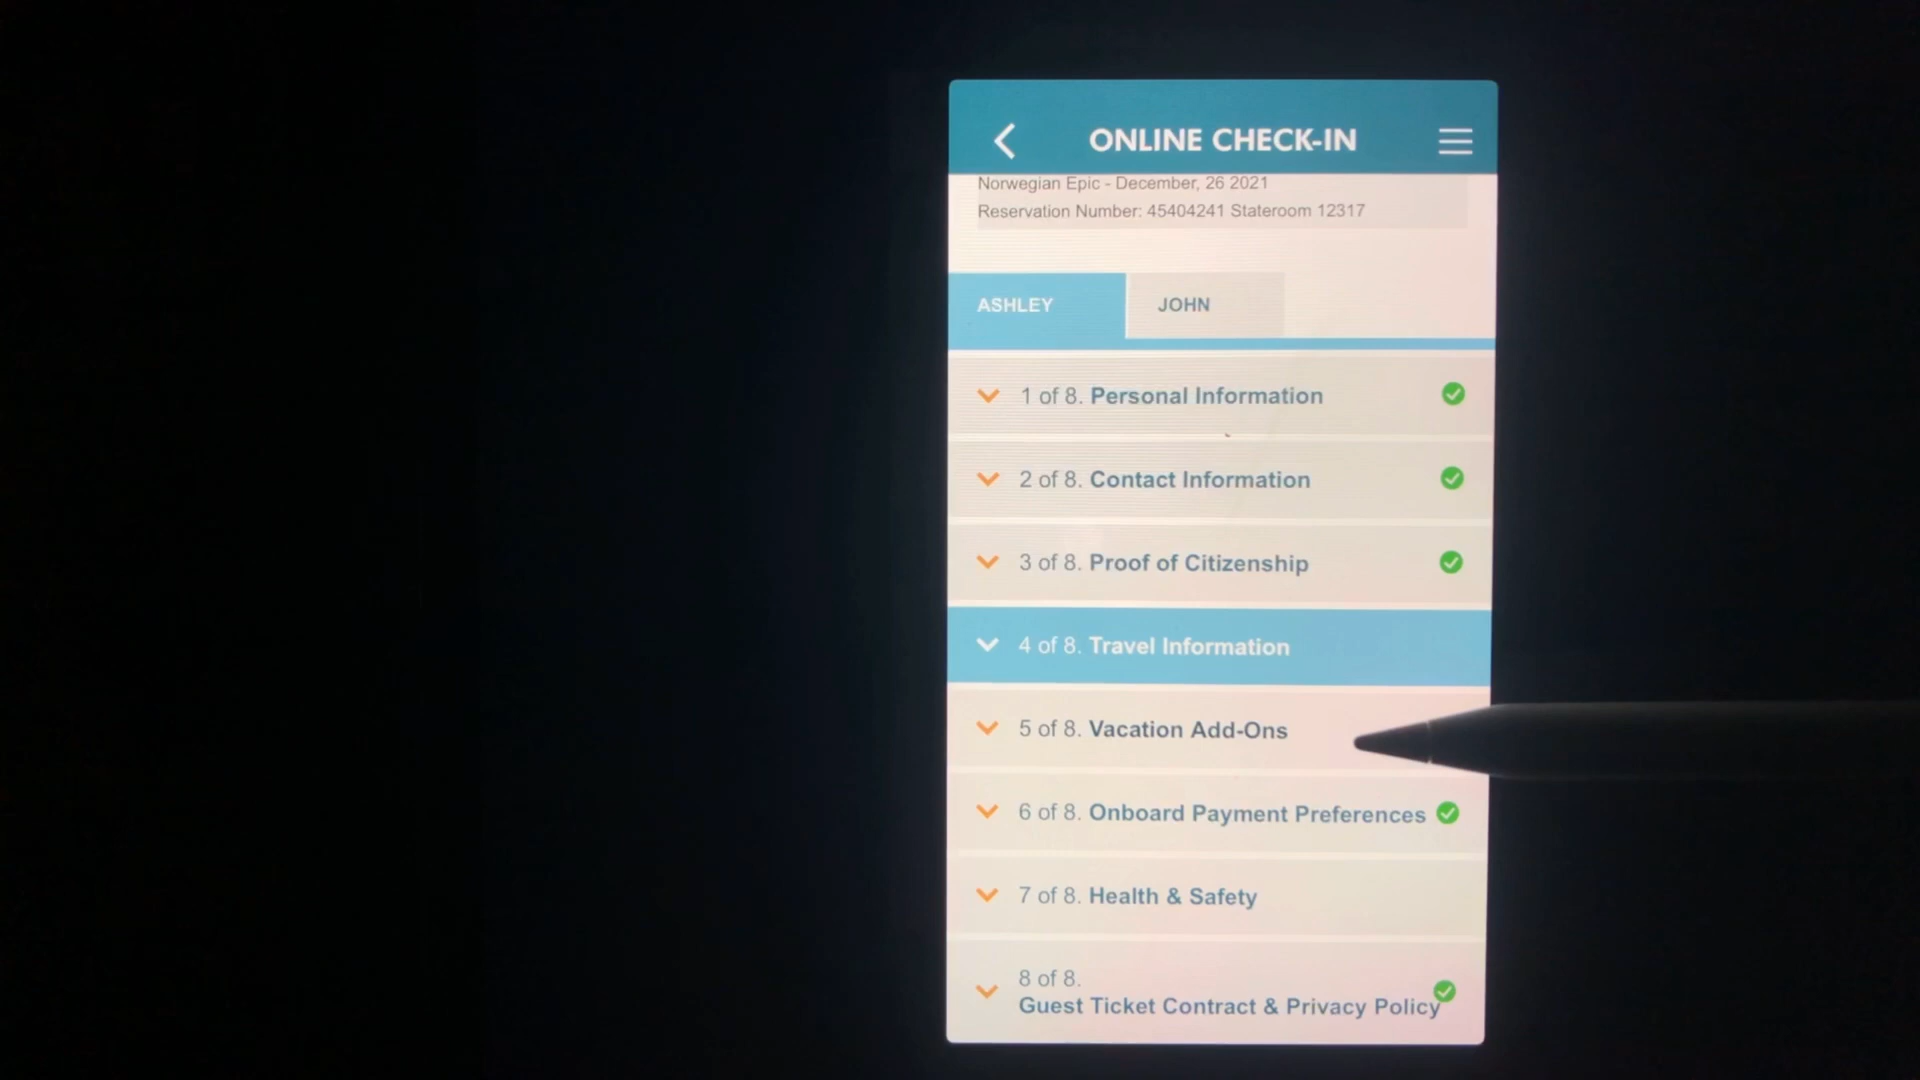 ONLINE CHECK-IN
Norwegian Epic - December, 26 2021
Reservation Number: 45404241 Stateroom 12317
ASHLEY
JOHN
1 of 8. Personal Information
2 of 8. Contact Information
3 of 8. Proof of Citizenship
4 of 8. Travel Information
5 of 8. Vacation Add-Ons
6 of 8. Onboard Payment Preferences
7 of 8. Health & Safety
8 of 8.
Guest Ticket Contract & Privacy Policy